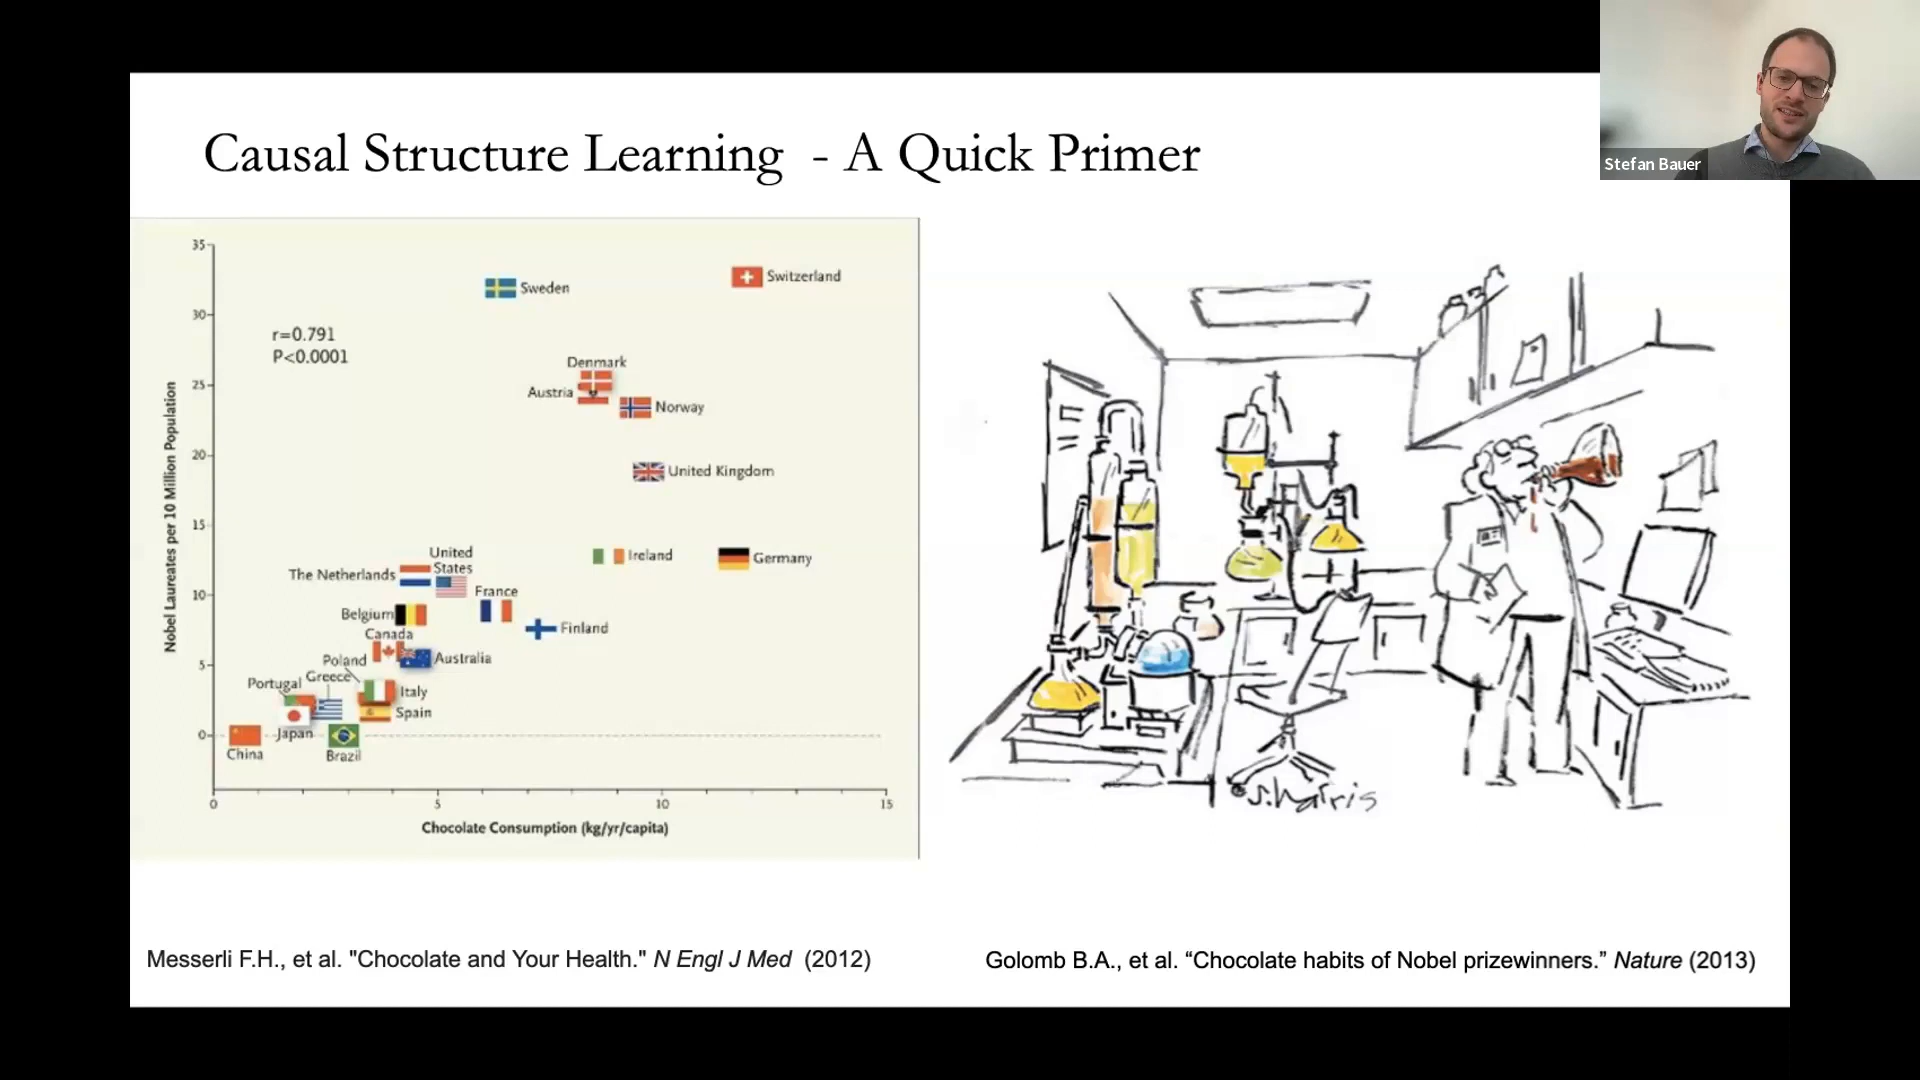 Stefan Bauer
Causal Structure Learning - A Quick Primer
35
30
25
20
15
10
5
0
Nobel Laureates per 10 Million Population
r=0.791
P<0.0001
Sweden
Switzerland
Denmark
Austria
Norway
United Kingdom
Ireland
Germany
United
States
The Netherlands
France
Belgium
Finland
Canada
Australia
Poland
Greece
Portugal
Italy
Spain
Japan
China
Brazil
0
5
10
15
Chocolate Consumption (kg/yr/capita)
S.harris
Messerli F.H., et al. "Chocolate and Your Health." N Engl J Med (2012)
Golomb B.A., et al. “Chocolate habits of Nobel prizewinners.” Nature (2013)